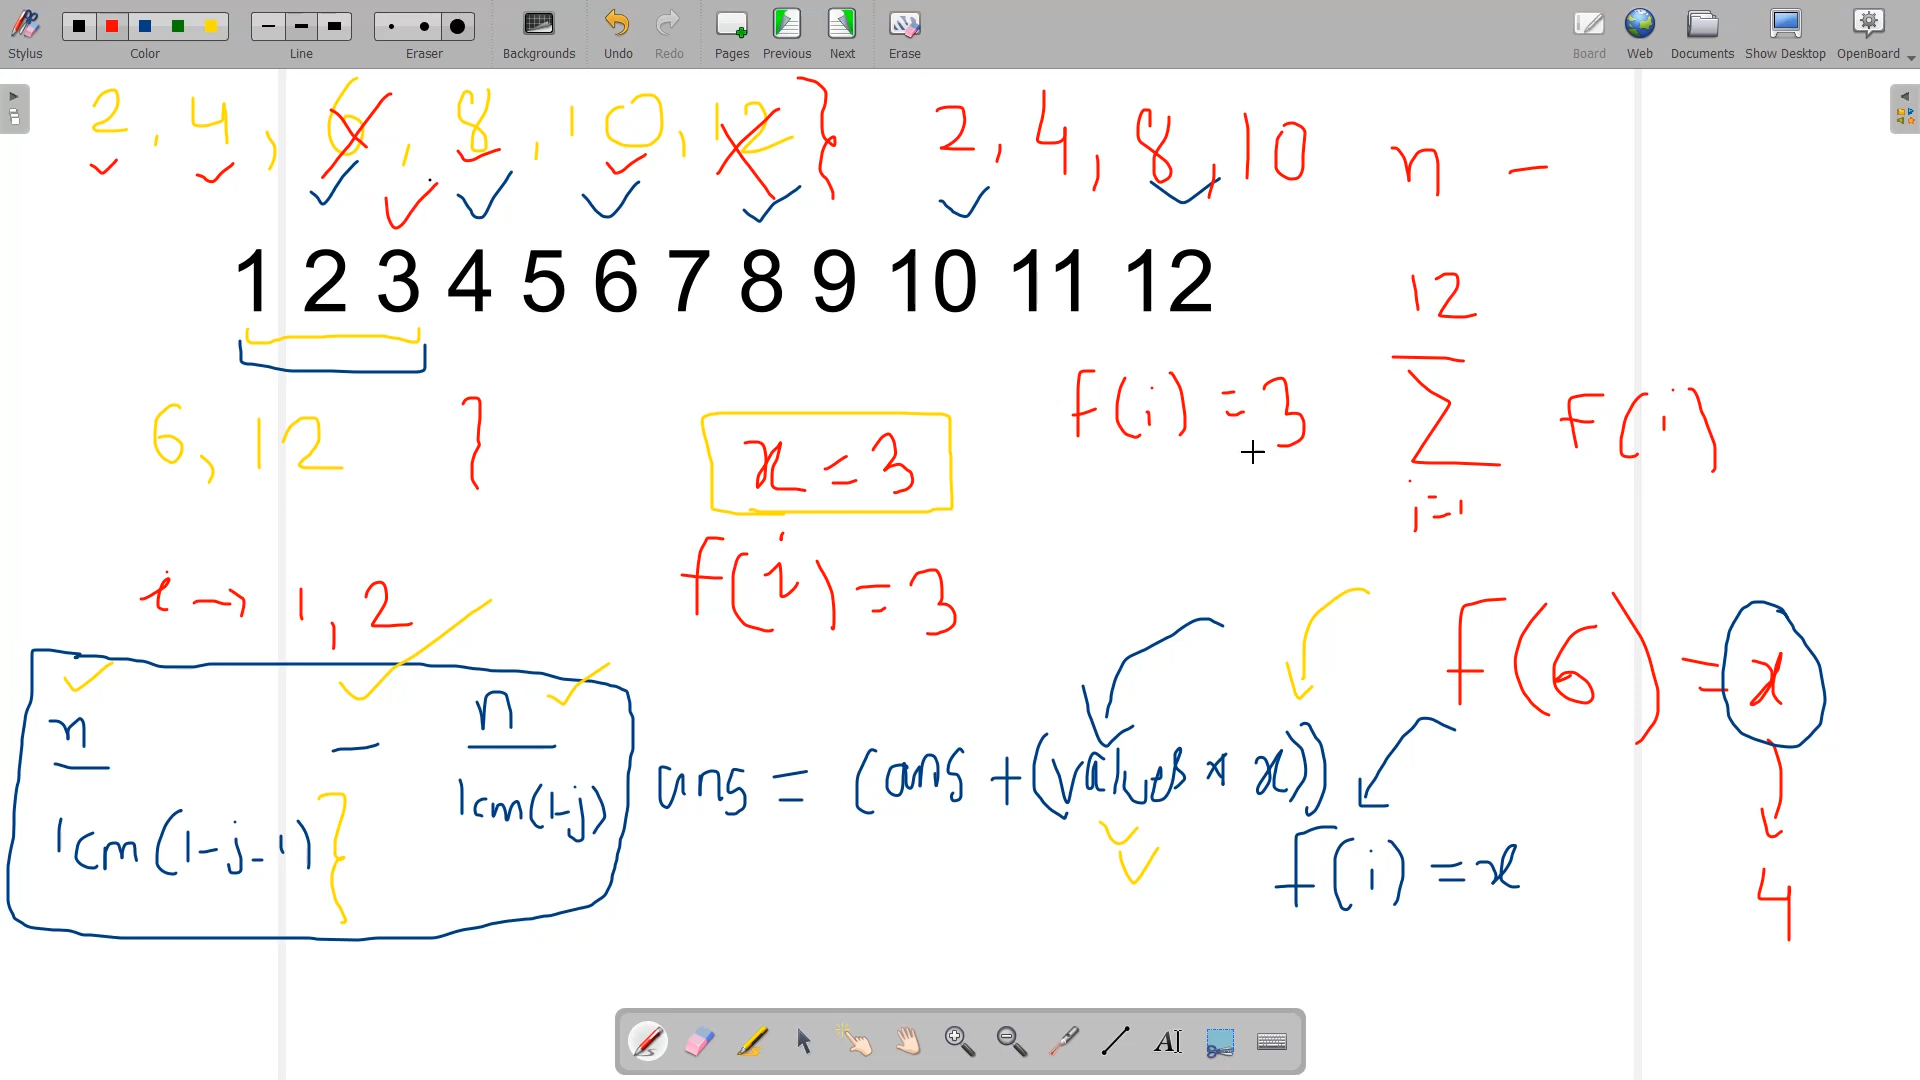 Stylus Color Line Eraser Backgrounds Undo Redo Pages Previous Next Erase Board Web Documents Show Desktop OpenBoard
2, 4, 6, 8, 10, 12 } 2, 4, 8, 10 n -
1 2 3 4 5 6 7 8 9 10 11 12
12
f(i) = 3 Σ f(i)
i=1
6, 12 }
x = 3
f(i) = 3
i → 1, 2
f(6) = x
n - n
lcm(1-j-1) } lcm(1-j)
ans = (ans + (values * x))
f(i) = x
4
AI